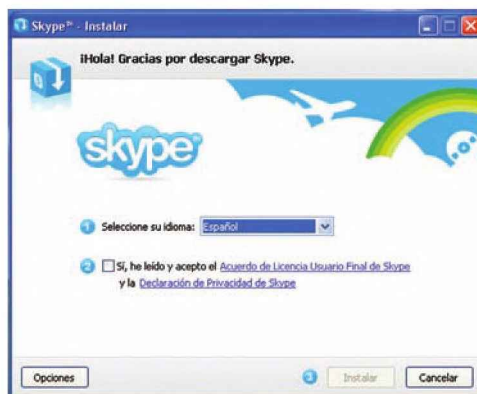 Skype™ - Instalar
¡Hola! Gracias por descargar Skype.
skype
1 Seleccione su idioma: Español
2 Sí, he leído y acepto el Acuerdo de Licencia Usuario Final de Skype
y la Declaración de Privacidad de Skype
Opciones 3 Instalar Cancelar